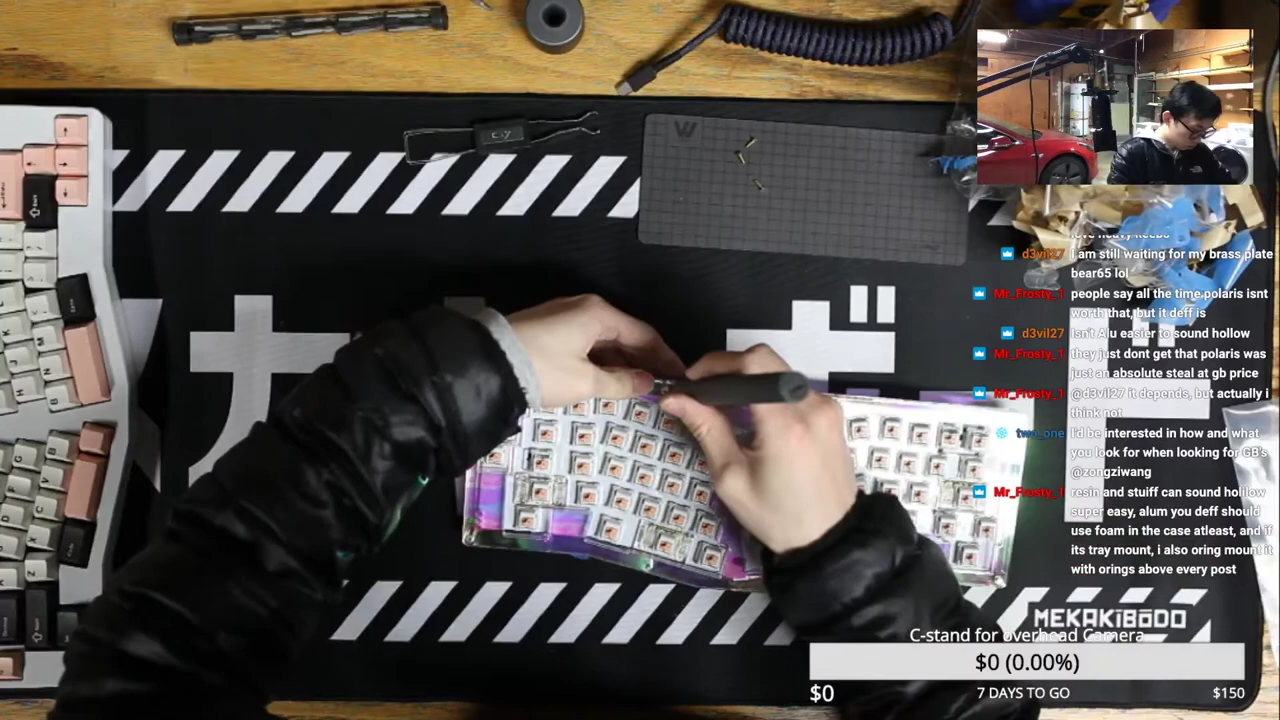 カ
ボ
love heavy keebs
d3vil27 I am still waiting for my brass plate
bear65 lol
Mr_Frosty_1 people say all the time polaris isnt
worth that, but it deff is
d3vil27 Isn't Alu easier to sound hollow
Mr_Frosty_1 they just dont get that polaris was
just an absolute steal at gb price
Mr_Frosty_1 @d3vil27 it depends, but actually i
think not
two_one I'd be interested in how and what
you look for when looking for GB's
@zongziwang
Mr_Frosty_1 resin and stuiff can sound hollow
super easy, alum you deff should
use foam in the case atleast, and if
its tray mount, i also oring mount it
with orings above every post
MEKAKIBODO
C-stand for overhead Camera
$0 (0.00%)
$0 7 DAYS TO GO $150